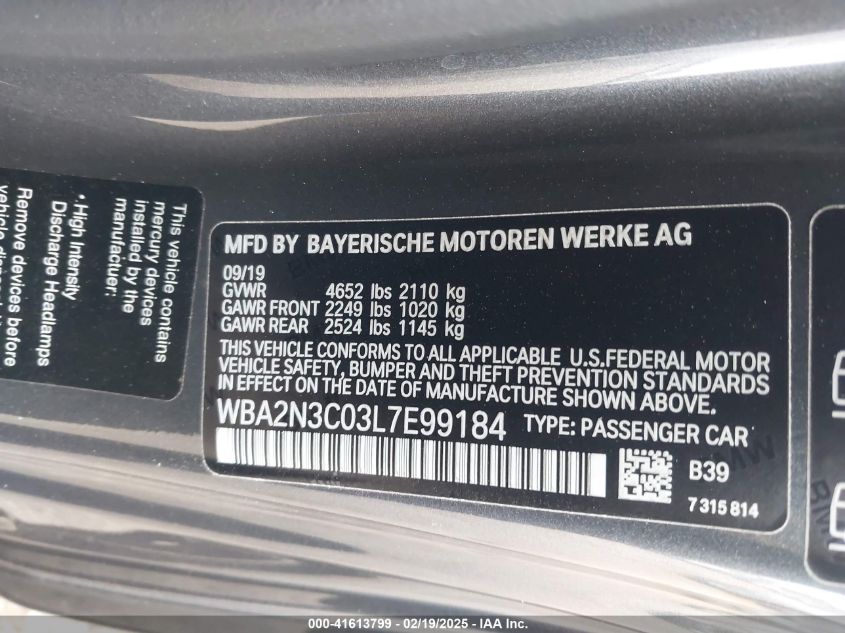 This vehicle contains
mercury devices
installed by the
manufacturer:
•High Intensity
Discharge Headlamps
Remove devices before
MFD BY BAYERISCHE MOTOREN WERKE AG
09/19
GVWR 4652 lbs 2110 kg
GAWR FRONT 2249 lbs 1020 kg
GAWR REAR 2524 lbs 1145 kg
THIS VEHICLE CONFORMS TO ALL APPLICABLE U.S.FEDERAL MOTOR
VEHICLE SAFETY, BUMPER AND THEFT PREVENTION STANDARDS
IN EFFECT ON THE DATE OF MANUFACTURE SHOWN ABOVE.
WBA2N3C03L7E99184 TYPE: PASSENGER CAR
B39
7 315 814
000-41613799 - 02/19/2025 - IAA Inc.